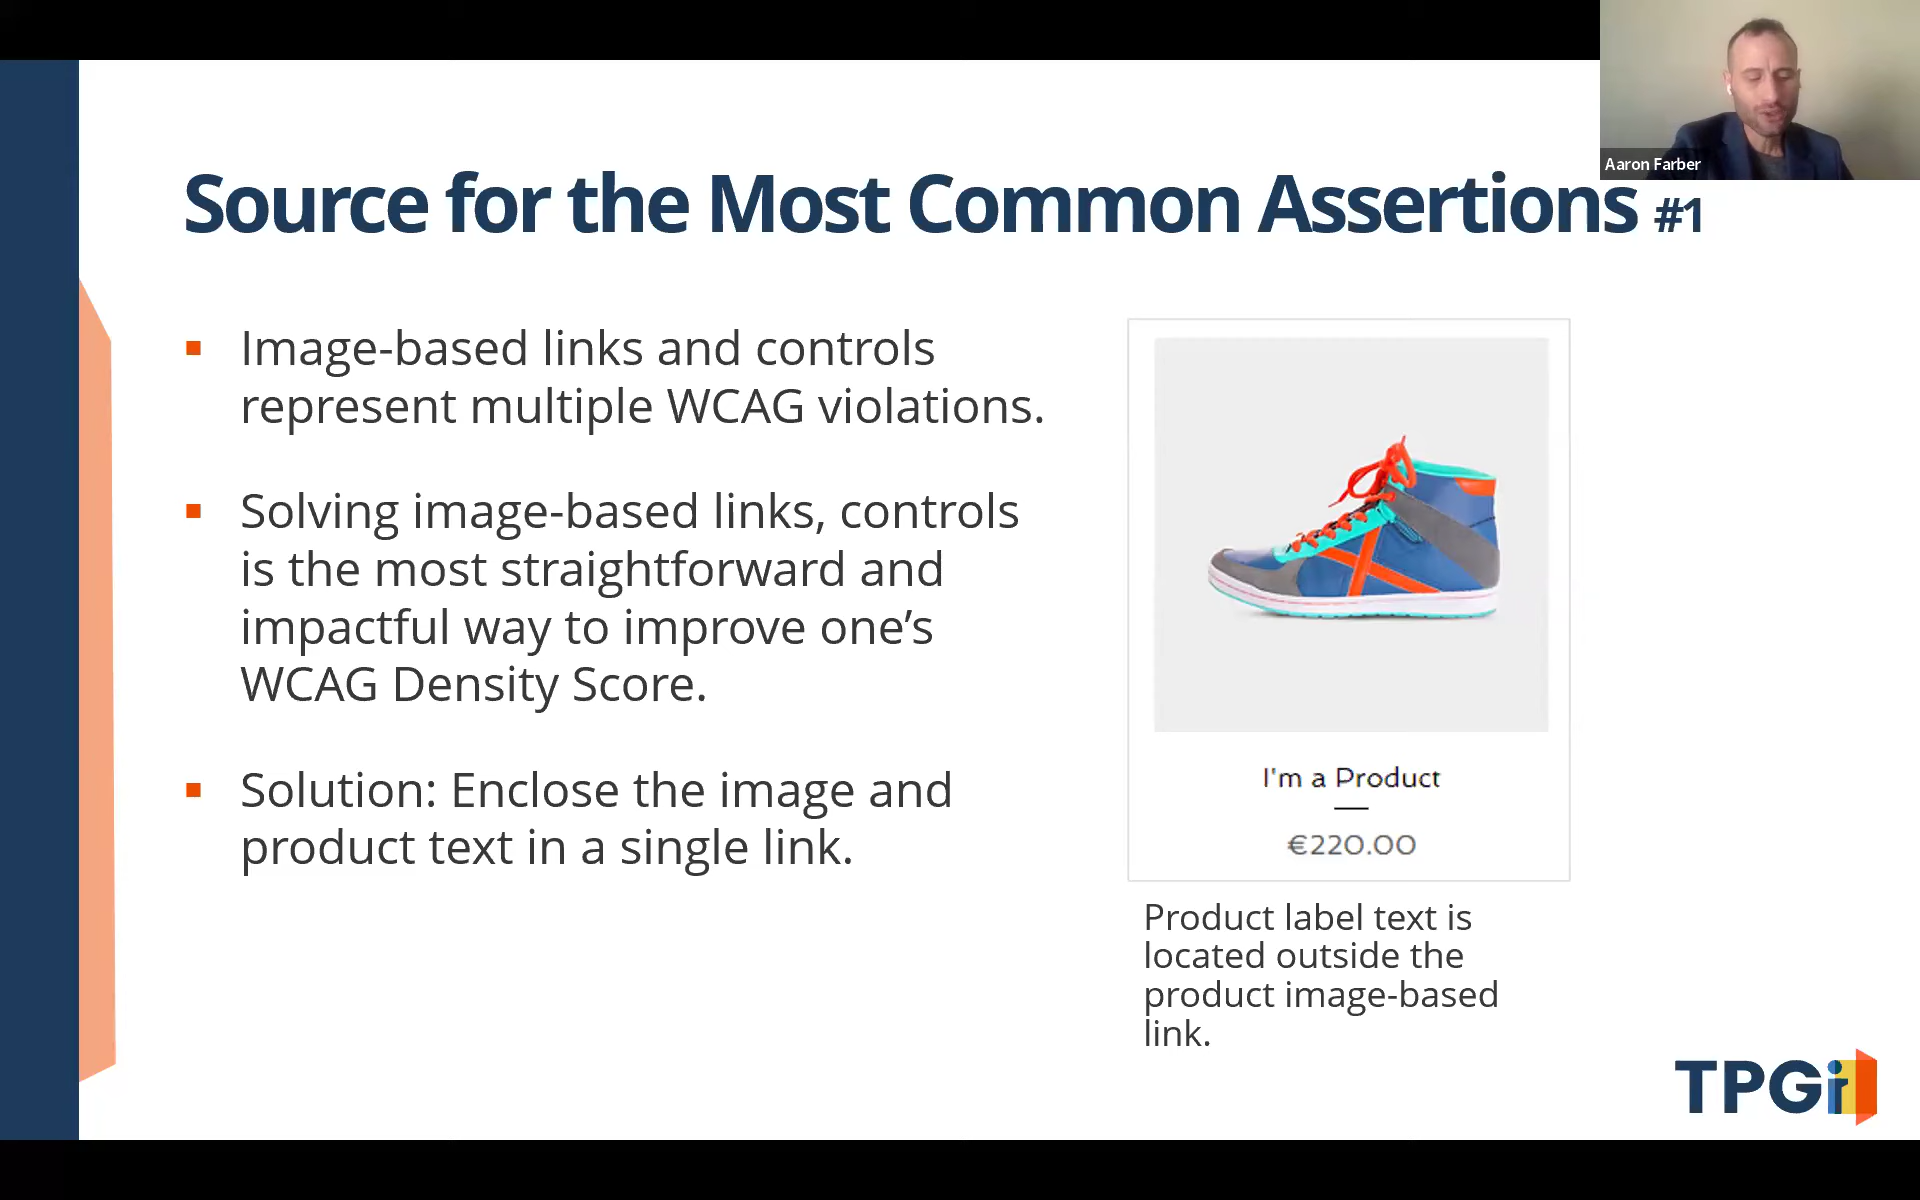 Aaron Farber
Source for the Most Common Assertions #1
▪ Image-based links and controls
represent multiple WCAG violations.
▪ Solving image-based links, controls
is the most straightforward and
impactful way to improve one’s
WCAG Density Score.
▪ Solution: Enclose the image and
product text in a single link.
I'm a Product
€220.00
Product label text is
located outside the
product image-based
link.
TPGi